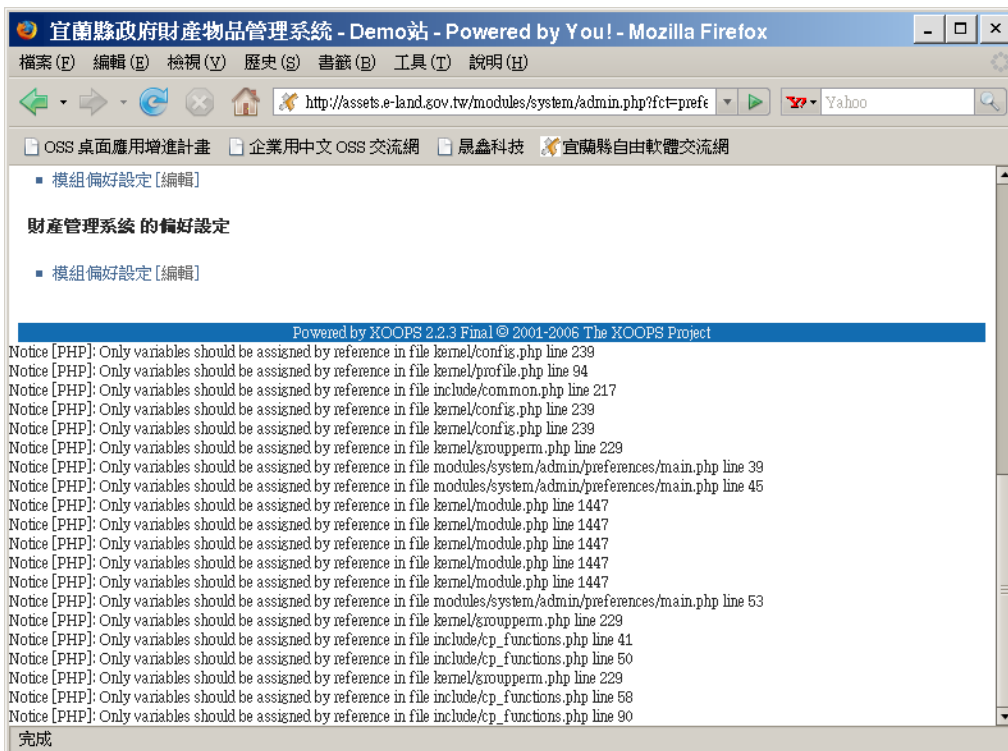 宜蘭縣政府財產物品管理系統 - Demo站 - Powered by You! - Mozilla Firefox
檔案(F) 編輯(E) 檢視(V) 歷史(S) 書籤(B) 工具(T) 說明(H)
http://assets.e-land.gov.tw/modules/system/admin.php?fct=prefe Yahoo
OSS 桌面應用增進計畫 企業用中文 OSS 交流網 晟鑫科技 宜蘭縣自由軟體交流網
模組偏好設定 [編輯]
財產管理系統 的偏好設定
模組偏好設定 [編輯]
Powered by XOOPS 2.2.3 Final © 2001-2006 The XOOPS Project
Notice [PHP]: Only variables should be assigned by reference in file kernel/config.php line 239
Notice [PHP]: Only variables should be assigned by reference in file kernel/profile.php line 94
Notice [PHP]: Only variables should be assigned by reference in file include/common.php line 217
Notice [PHP]: Only variables should be assigned by reference in file kernel/config.php line 239
Notice [PHP]: Only variables should be assigned by reference in file kernel/config.php line 239
Notice [PHP]: Only variables should be assigned by reference in file kernel/groupperm.php line 229
Notice [PHP]: Only variables should be assigned by reference in file modules/system/admin/preferences/main.php line 39
Notice [PHP]: Only variables should be assigned by reference in file modules/system/admin/preferences/main.php line 45
Notice [PHP]: Only variables should be assigned by reference in file kernel/module.php line 1447
Notice [PHP]: Only variables should be assigned by reference in file kernel/module.php line 1447
Notice [PHP]: Only variables should be assigned by reference in file kernel/module.php line 1447
Notice [PHP]: Only variables should be assigned by reference in file kernel/module.php line 1447
Notice [PHP]: Only variables should be assigned by reference in file kernel/module.php line 1447
Notice [PHP]: Only variables should be assigned by reference in file modules/system/admin/preferences/main.php line 53
Notice [PHP]: Only variables should be assigned by reference in file kernel/groupperm.php line 229
Notice [PHP]: Only variables should be assigned by reference in file include/cp_functions.php line 41
Notice [PHP]: Only variables should be assigned by reference in file include/cp_functions.php line 50
Notice [PHP]: Only variables should be assigned by reference in file kernel/groupperm.php line 229
Notice [PHP]: Only variables should be assigned by reference in file include/cp_functions.php line 58
Notice [PHP]: Only variables should be assigned by reference in file include/cp_functions.php line 90
完成